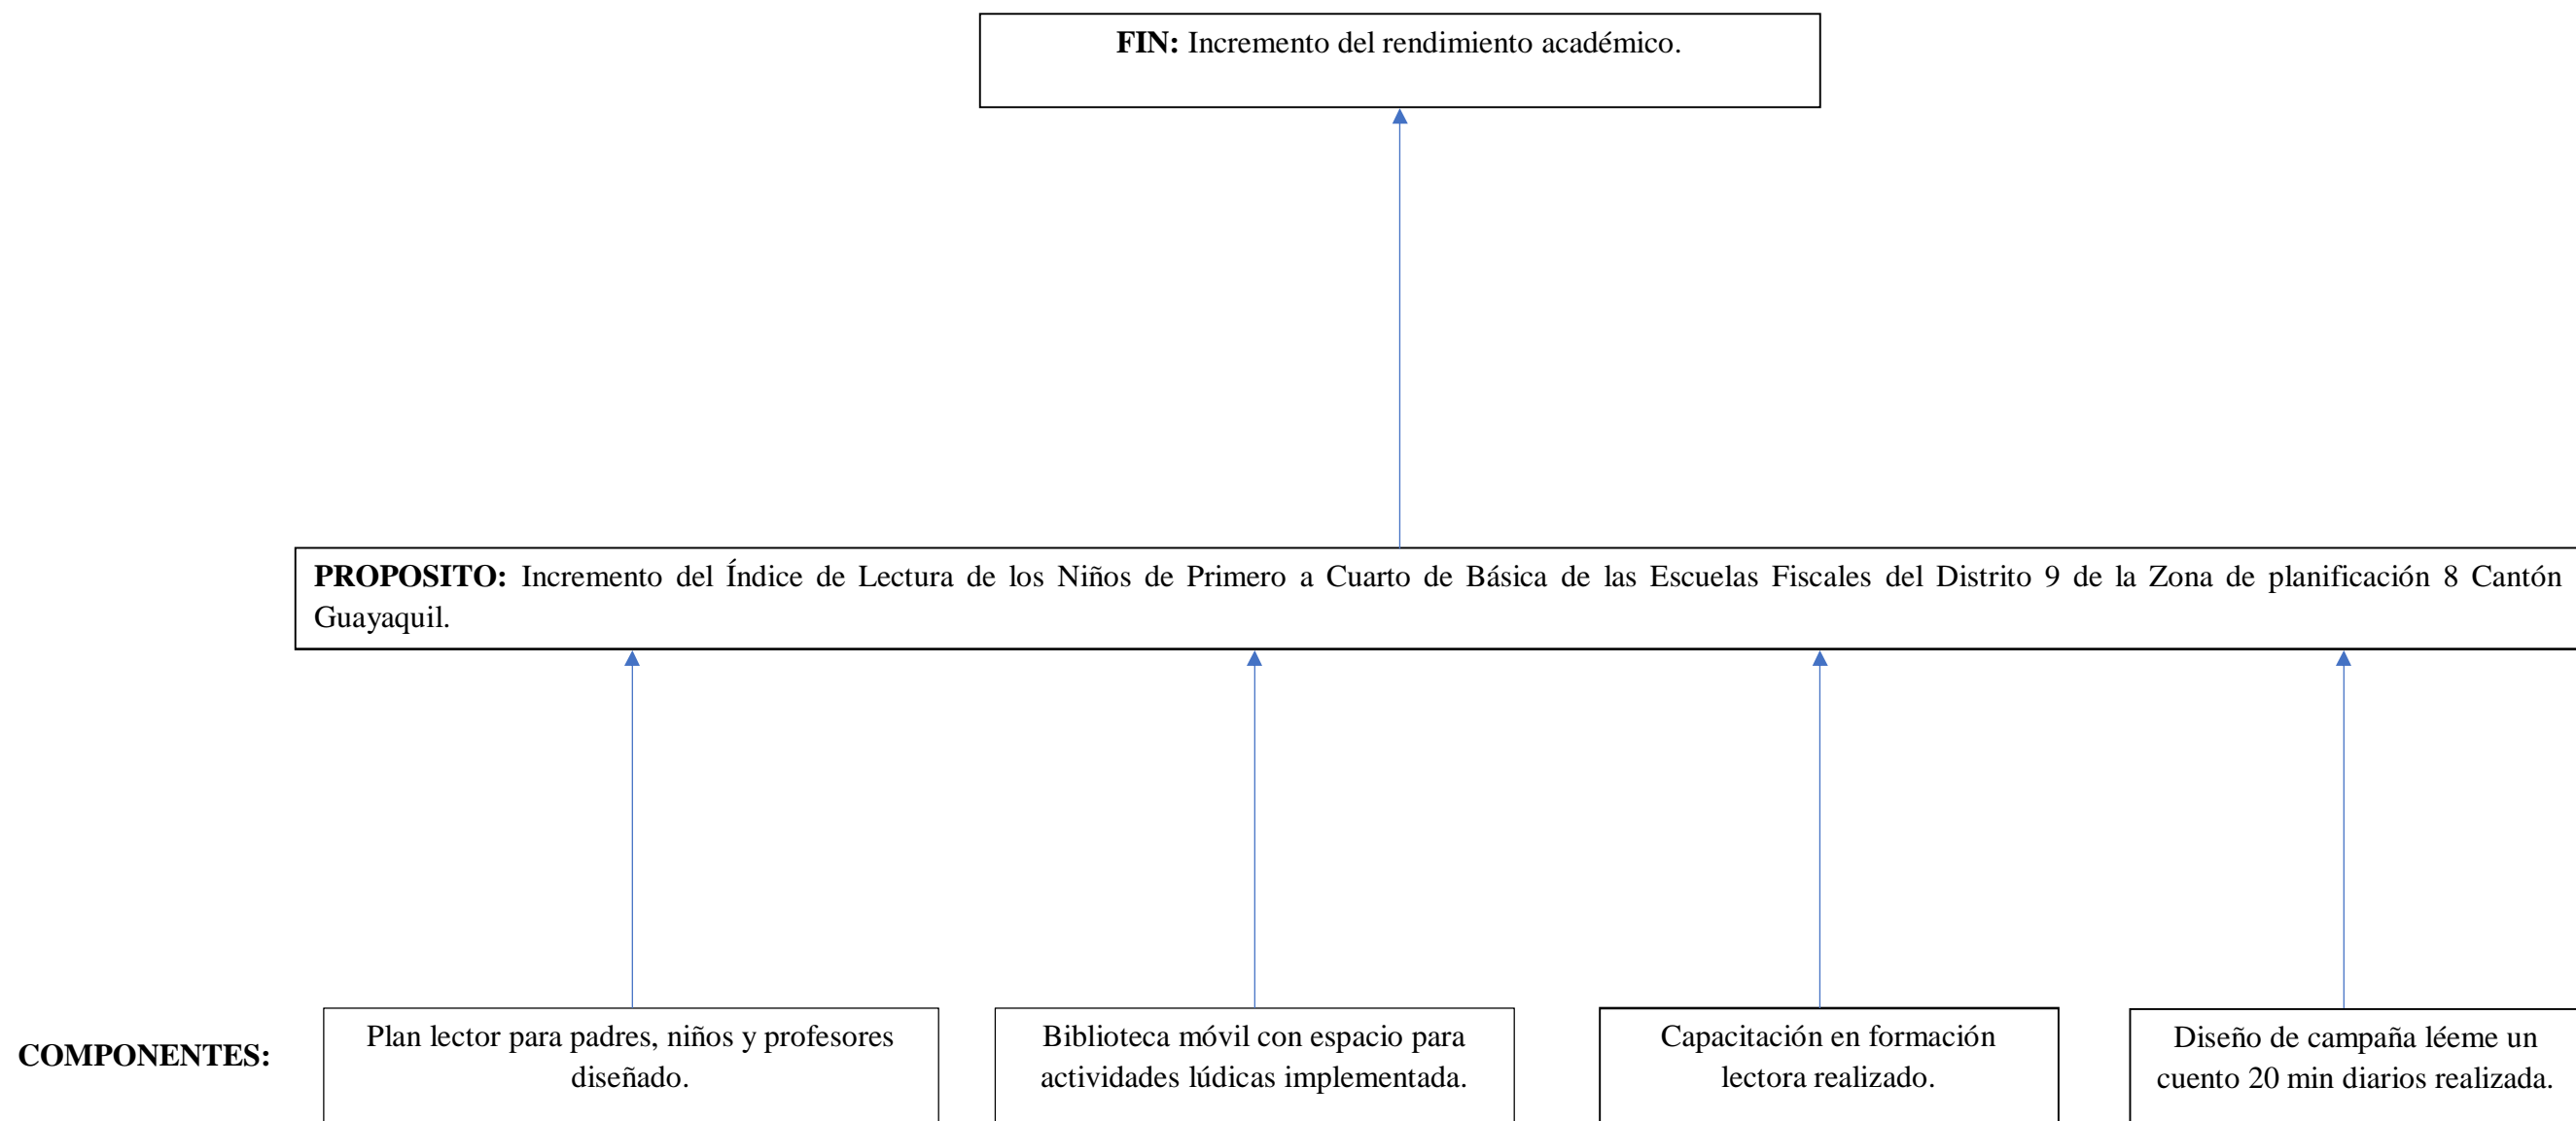 FIN: Incremento del rendimiento académico.
PROPOSITO: Incremento del Índice de Lectura de los Niños de Primero a Cuarto de Básica de las Escuelas Fiscales del Distrito 9 de la Zona de planificación 8 Cantón
Guayaquil.
COMPONENTES:
Plan lector para padres, niños y profesores
diseñado.
Biblioteca móvil con espacio para
actividades lúdicas implementada.
Capacitación en formación
lectora realizado.
Diseño de campaña léeme un
cuento 20 min diarios realizada.